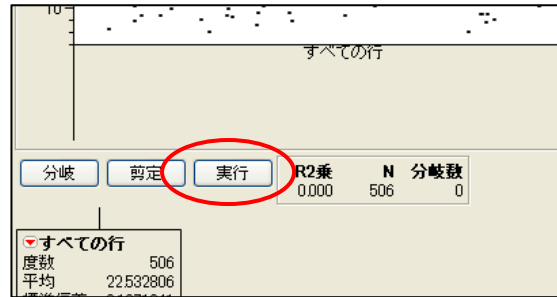 10
すべての行
分岐 剪定 実行
R2乗 N 分岐数
0.000 506 0
すべての行
度数 506
平均 22.532806